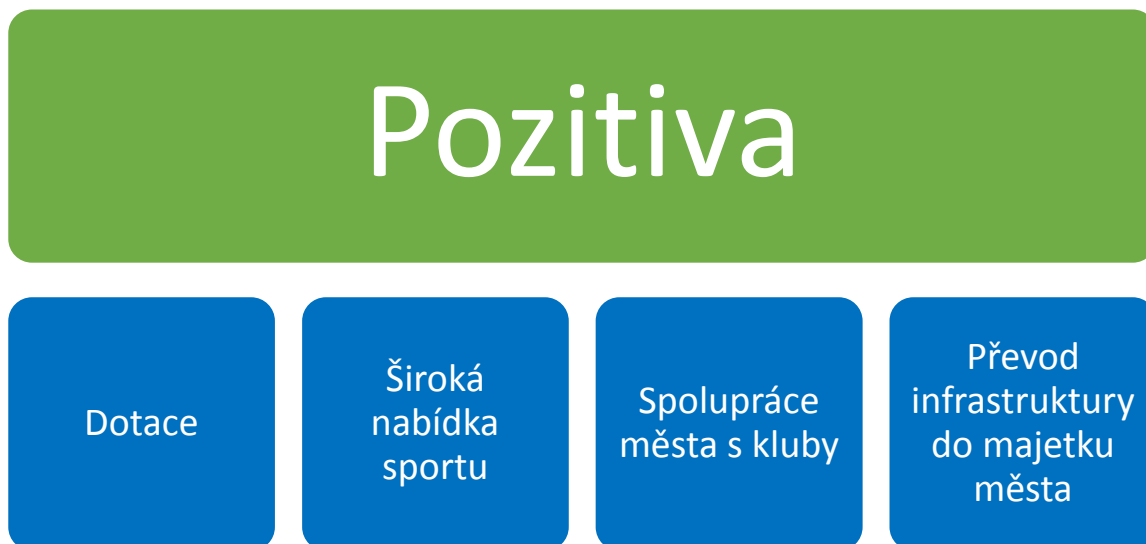 Pozitiva
Dotace
Široká
nabídka
sportu
Spolupráce
města s kluby
Převod
infrastruktury
do majetku
města